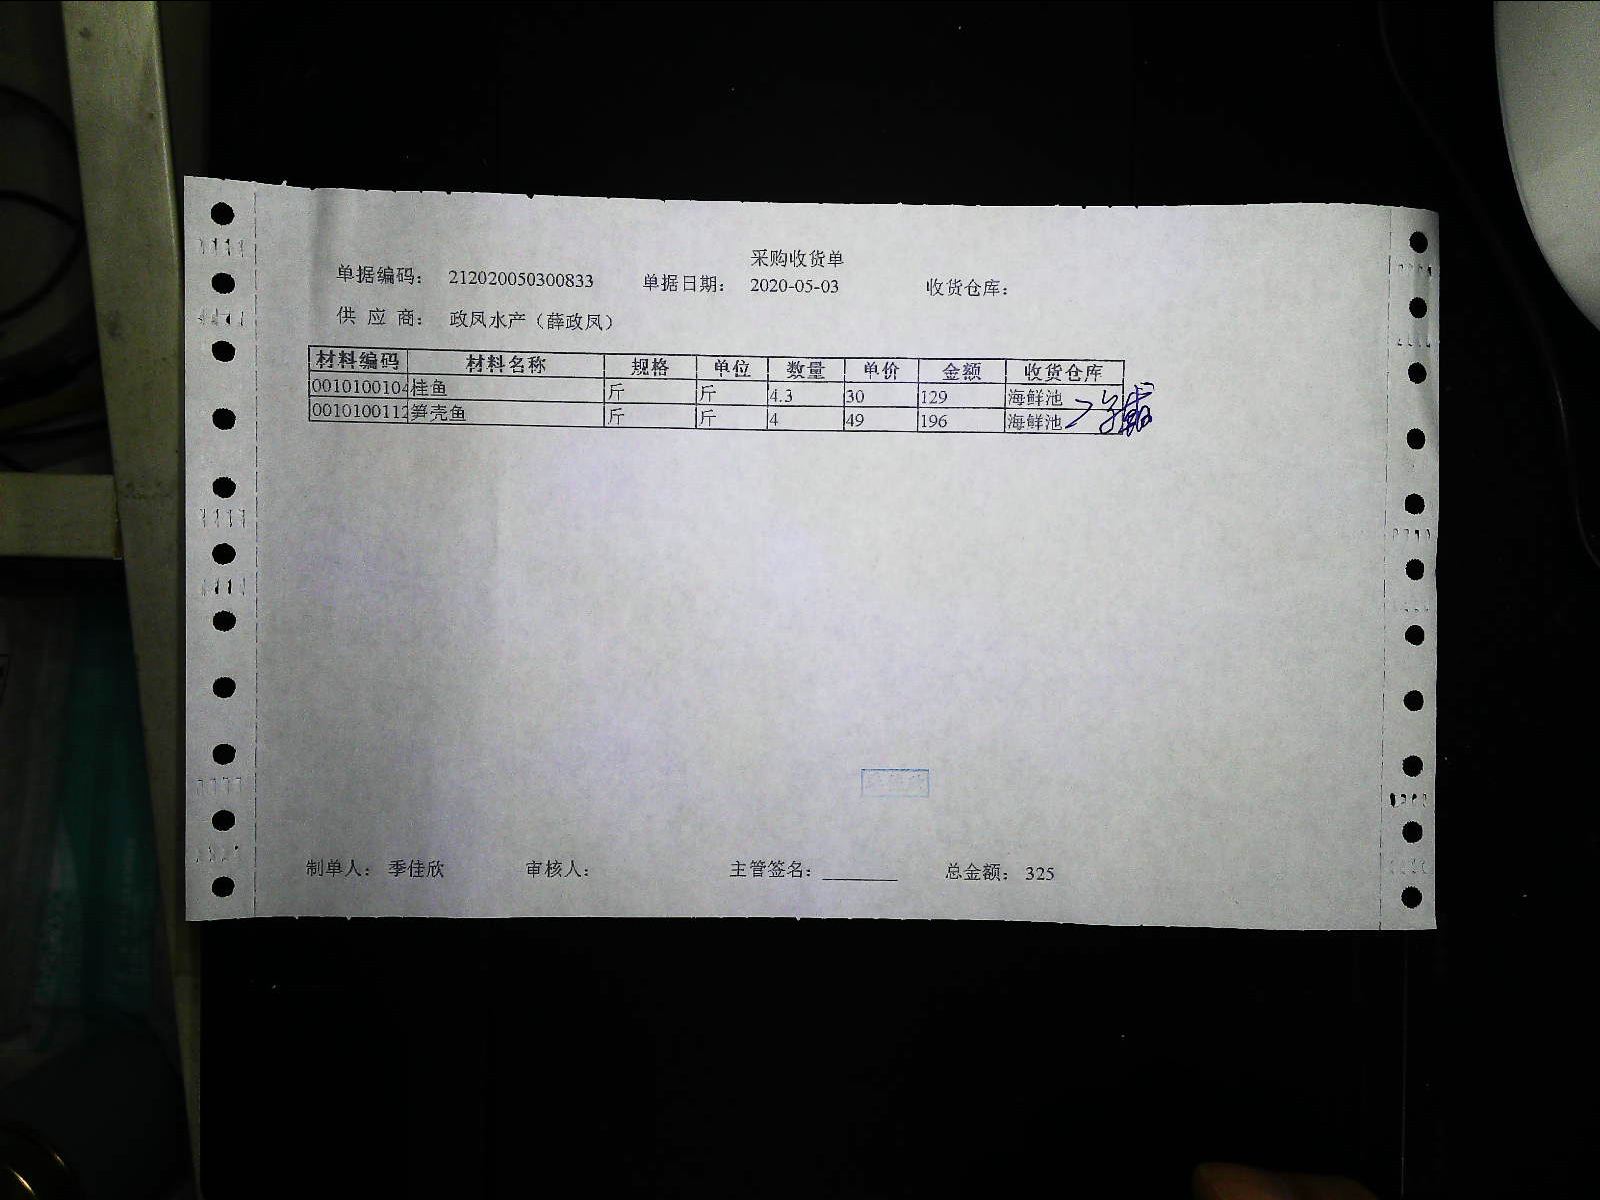 采购收货单
单据编码： 212020050300833 单据日期： 2020-05-03 收货仓库：
供 应 商： 政凤水产（薛政凤）
材料编码 材料名称 规格 单位 数量 单价 金额 收货仓库
0010100104 桂鱼 斤 斤 4.3 30 129 海鲜池
0010100112 笋壳鱼 斤 斤 4 49 196 海鲜池
制单人： 季佳欣 审核人： 主管签名： 总金额： 325